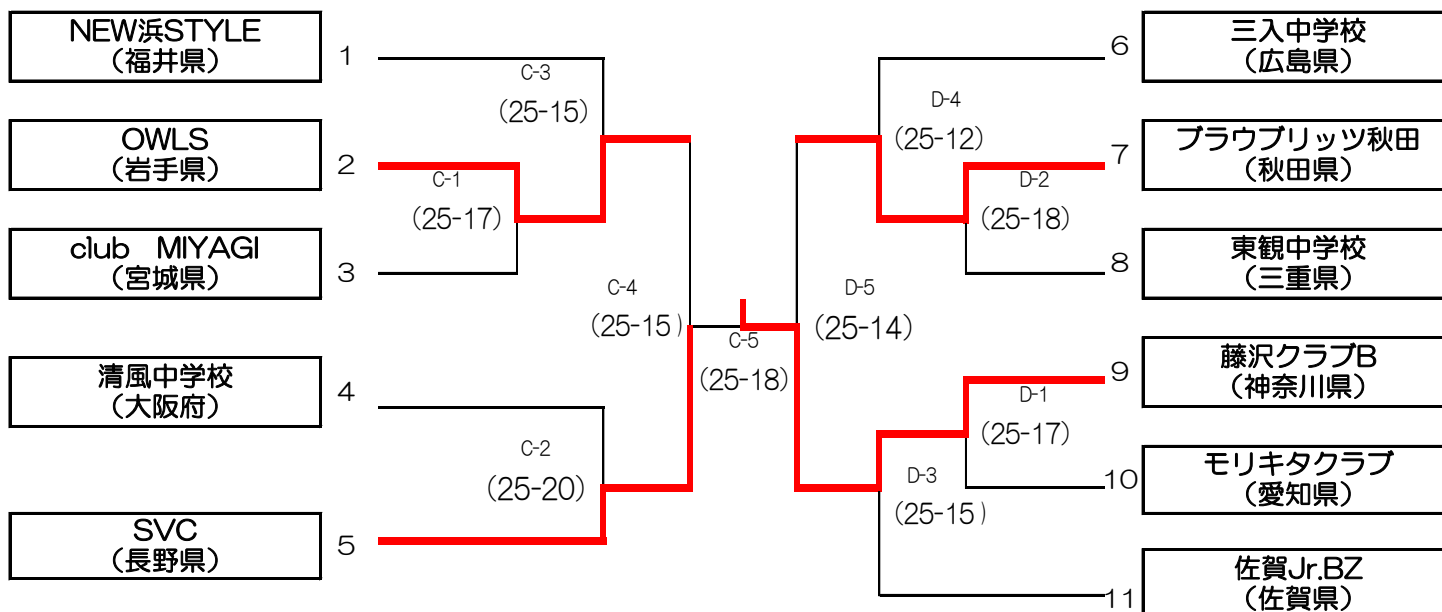 NEW浜STYLE
(福井県)
1
OWLS
(岩手県)
2
club MIYAGI
(宮城県)
3
清風中学校
(大阪府)
4
SVC
(長野県)
5
C-3
(25-15)
C-1
(25-17)
C-4
(25-15)
C-2
(25-20)
C-5
(25-18)
D-4
(25-12)
D-2
(25-18)
D-5
(25-14)
D-1
(25-17)
D-3
(25-15)
6
三入中学校
(広島県)
7
ブラウブリッツ秋田
(秋田県)
8
東観中学校
(三重県)
9
藤沢クラブB
(神奈川県)
10
モリキタクラブ
(愛知県)
11
佐賀Jr.BZ
(佐賀県)